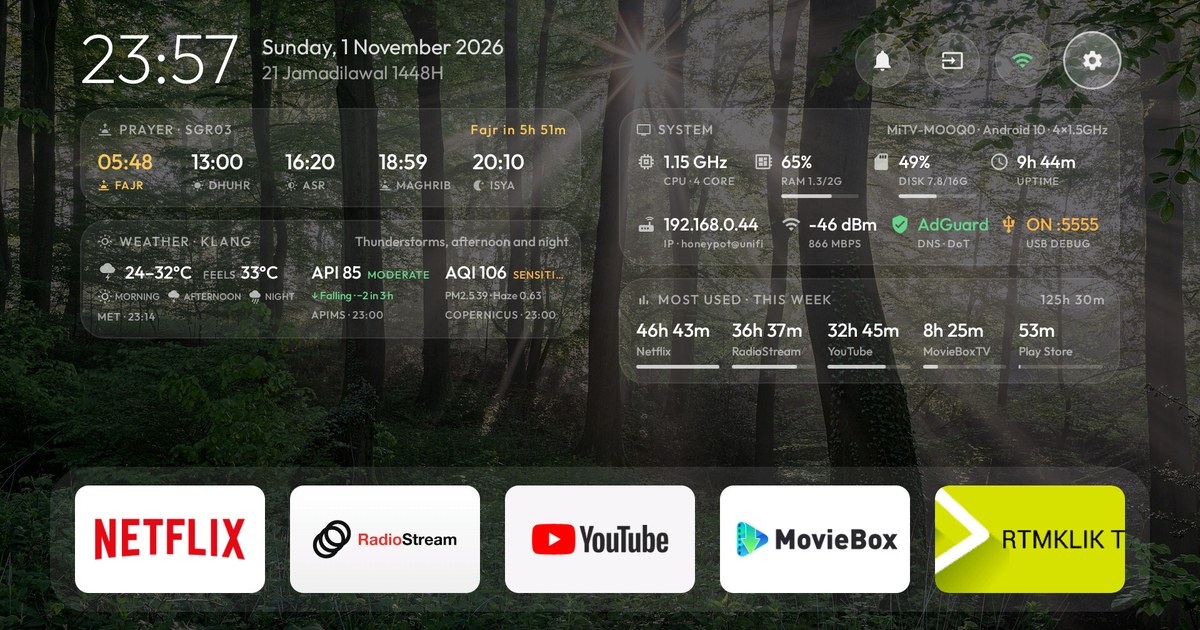 23:57
Sunday, 1 November 2026
21 Jamadilawal 1448H
PRAYER · SGR03
Fajr in 5h 51m
05:48 13:00 16:20 18:59 20:10
FAJR DHUHR ASR MAGHRIB ISYA
WEATHER · KLANG
Thunderstorms, afternoon and night
24–32°C FEELS 33°C API 85 MODERATE AQI 106 SENSITI...
MORNING AFTERNOON NIGHT ↓ Falling · −2 in 3h PM2.5 39 · Haze 0.63
MET · 23:14 APIMS · 23:00 COPERNICUS · 23:00
SYSTEM
MiTV-MOOQ0 · Android 10 · 4×1.5GHz
1.15 GHz 65% 49% 9h 44m
CPU · 4 CORE RAM 1.3/2G DISK 7.8/16G UPTIME
192.168.0.44 -46 dBm AdGuard ON :5555
IP · honeypot@unifi 866 MBPS DNS · DoT USB DEBUG
MOST USED · THIS WEEK
125h 30m
46h 43m 36h 37m 32h 45m 8h 25m 53m
Netflix RadioStream YouTube MovieBoxTV Play Store
NETFLIX
RadioStream
YouTube
MovieBox
RTMKLIK T